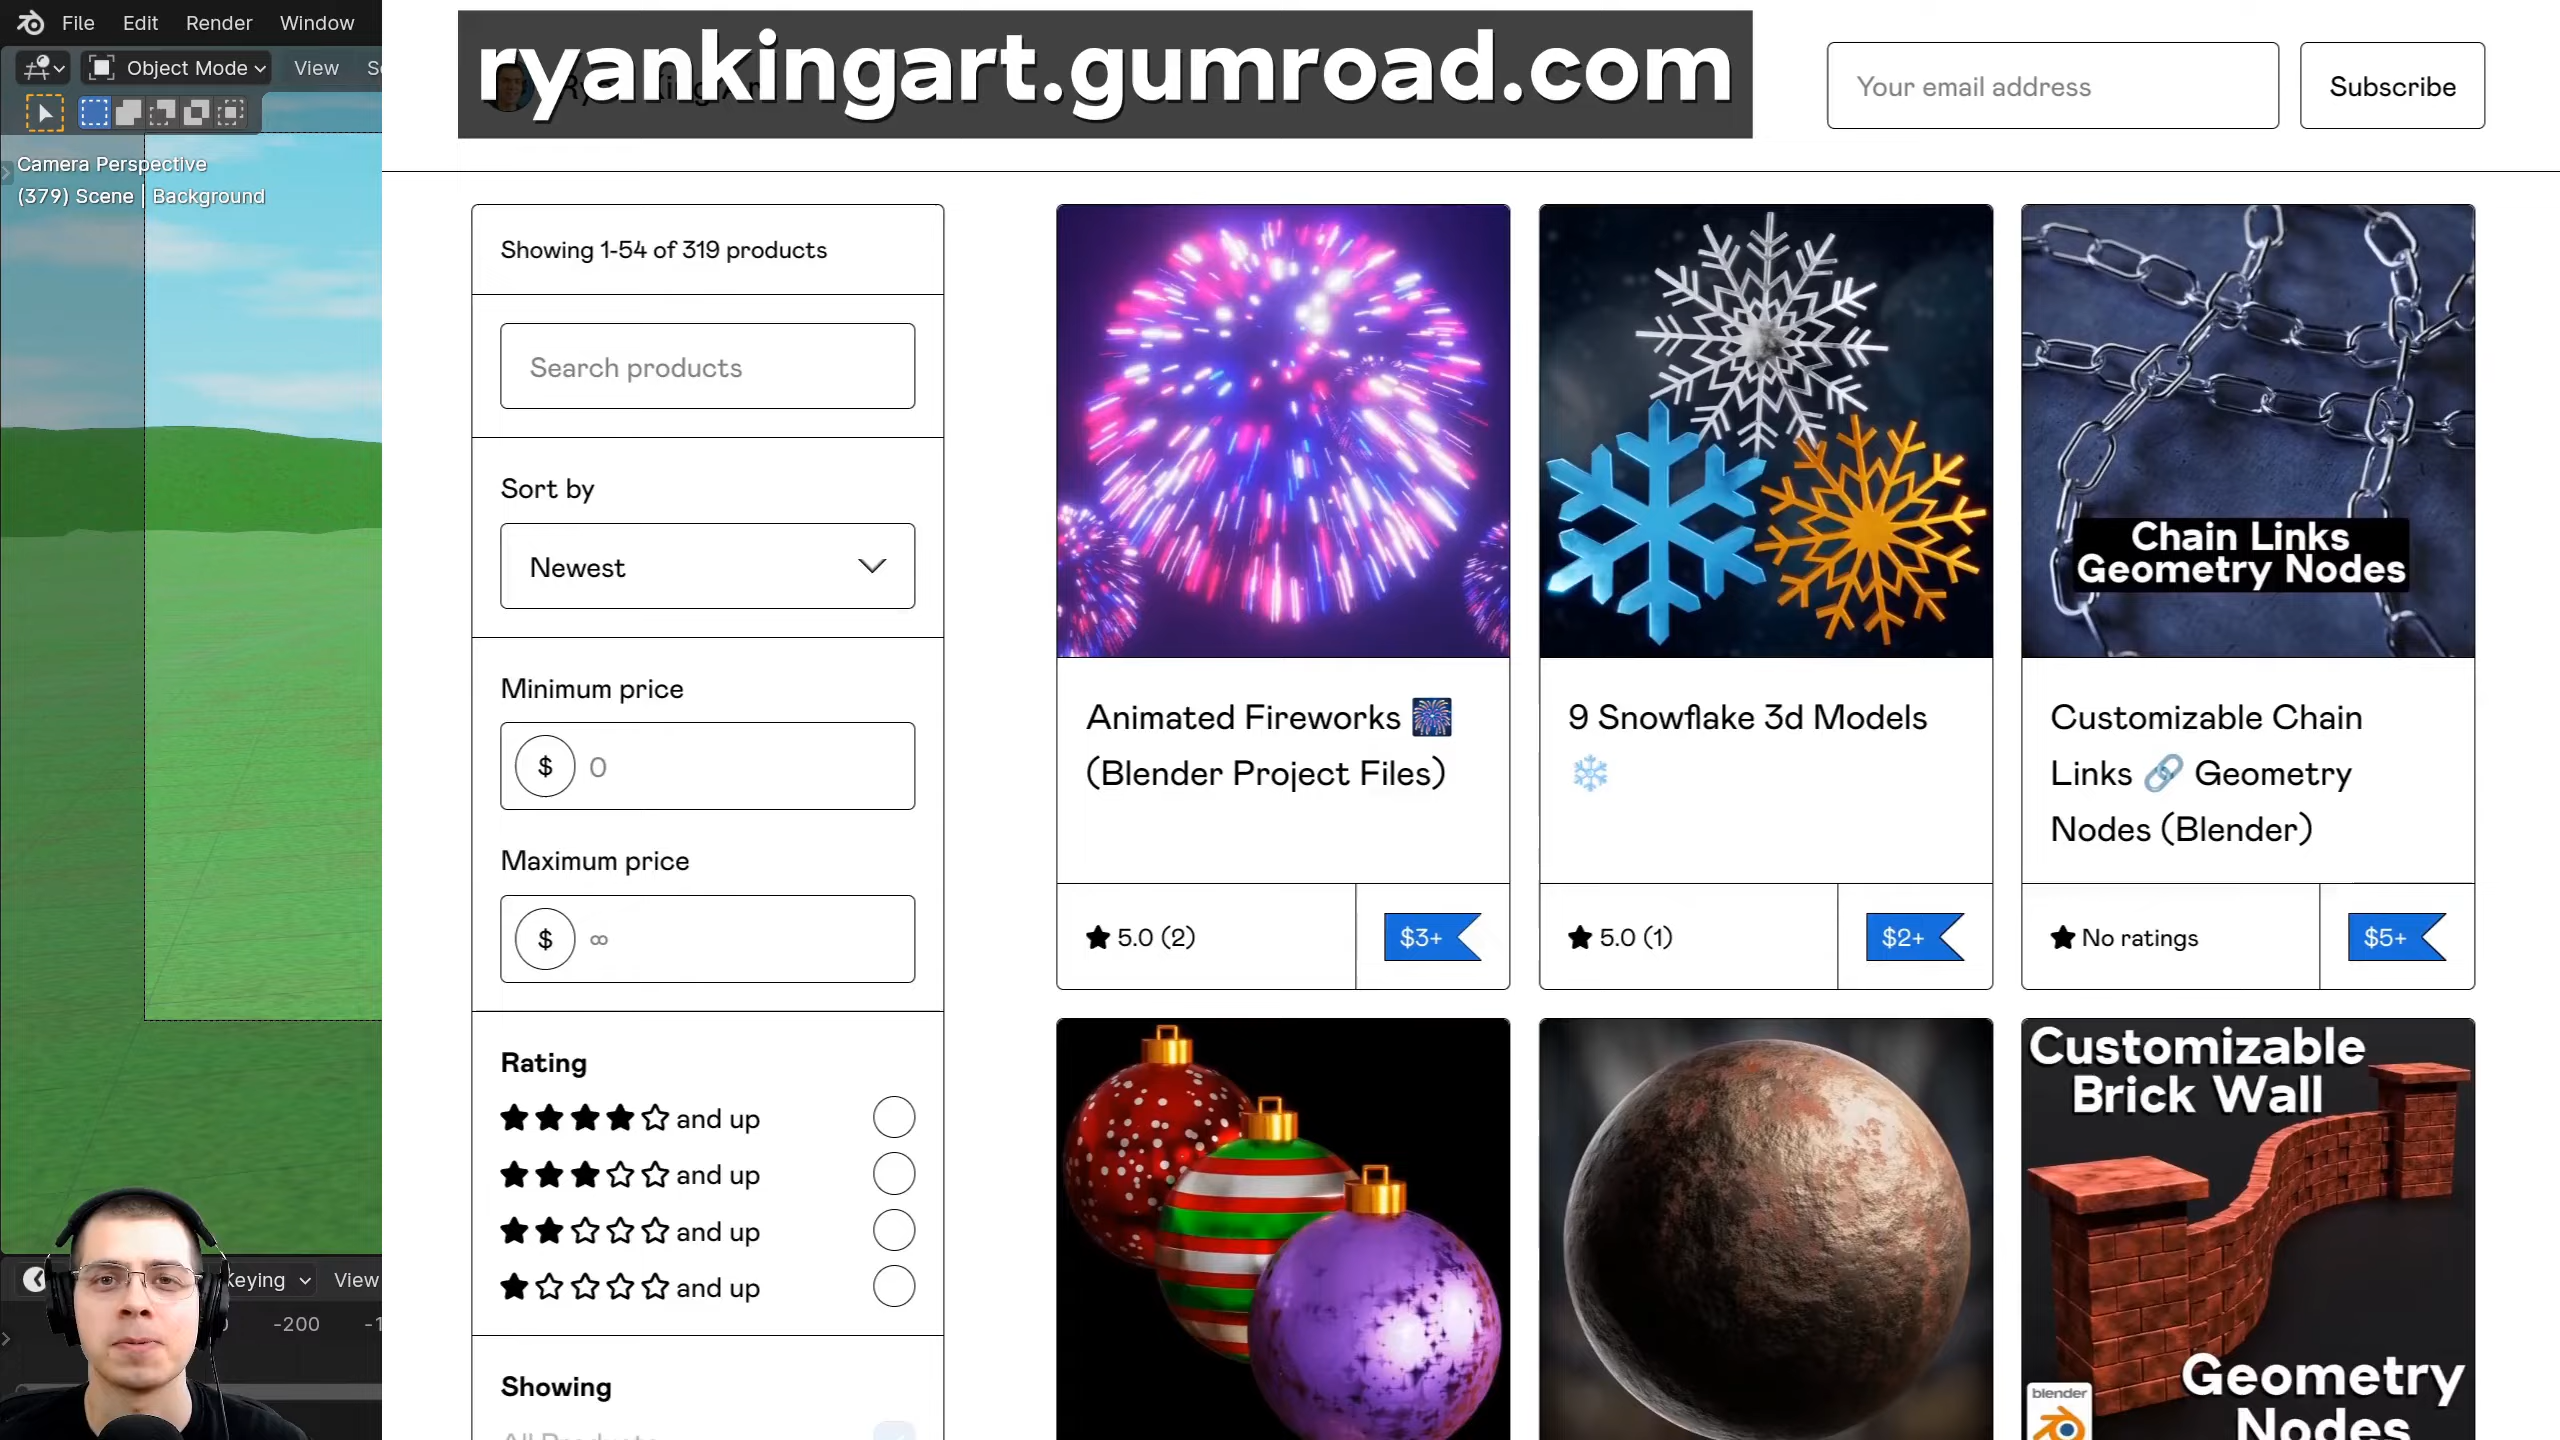 File Edit Render Window
Object Mode View
Camera Perspective
(379) Scene | Background
ryankingart.gumroad.com
Your email address
Subscribe
Showing 1-54 of 319 products
Search products
Sort by
Newest
Minimum price
$ 0
Maximum price
$ ∞
Rating
and up
and up
and up
and up
Showing
All Products
Chain Links
Geometry Nodes
Animated Fireworks 🎆
(Blender Project Files)
5.0 (2)
$3+
9 Snowflake 3d Models
❄️
5.0 (1)
$2+
Customizable Chain
Links 🔗 Geometry
Nodes (Blender)
No ratings
$5+
Customizable
Brick Wall
Geometry
Nodes
blender
Keying View
-200